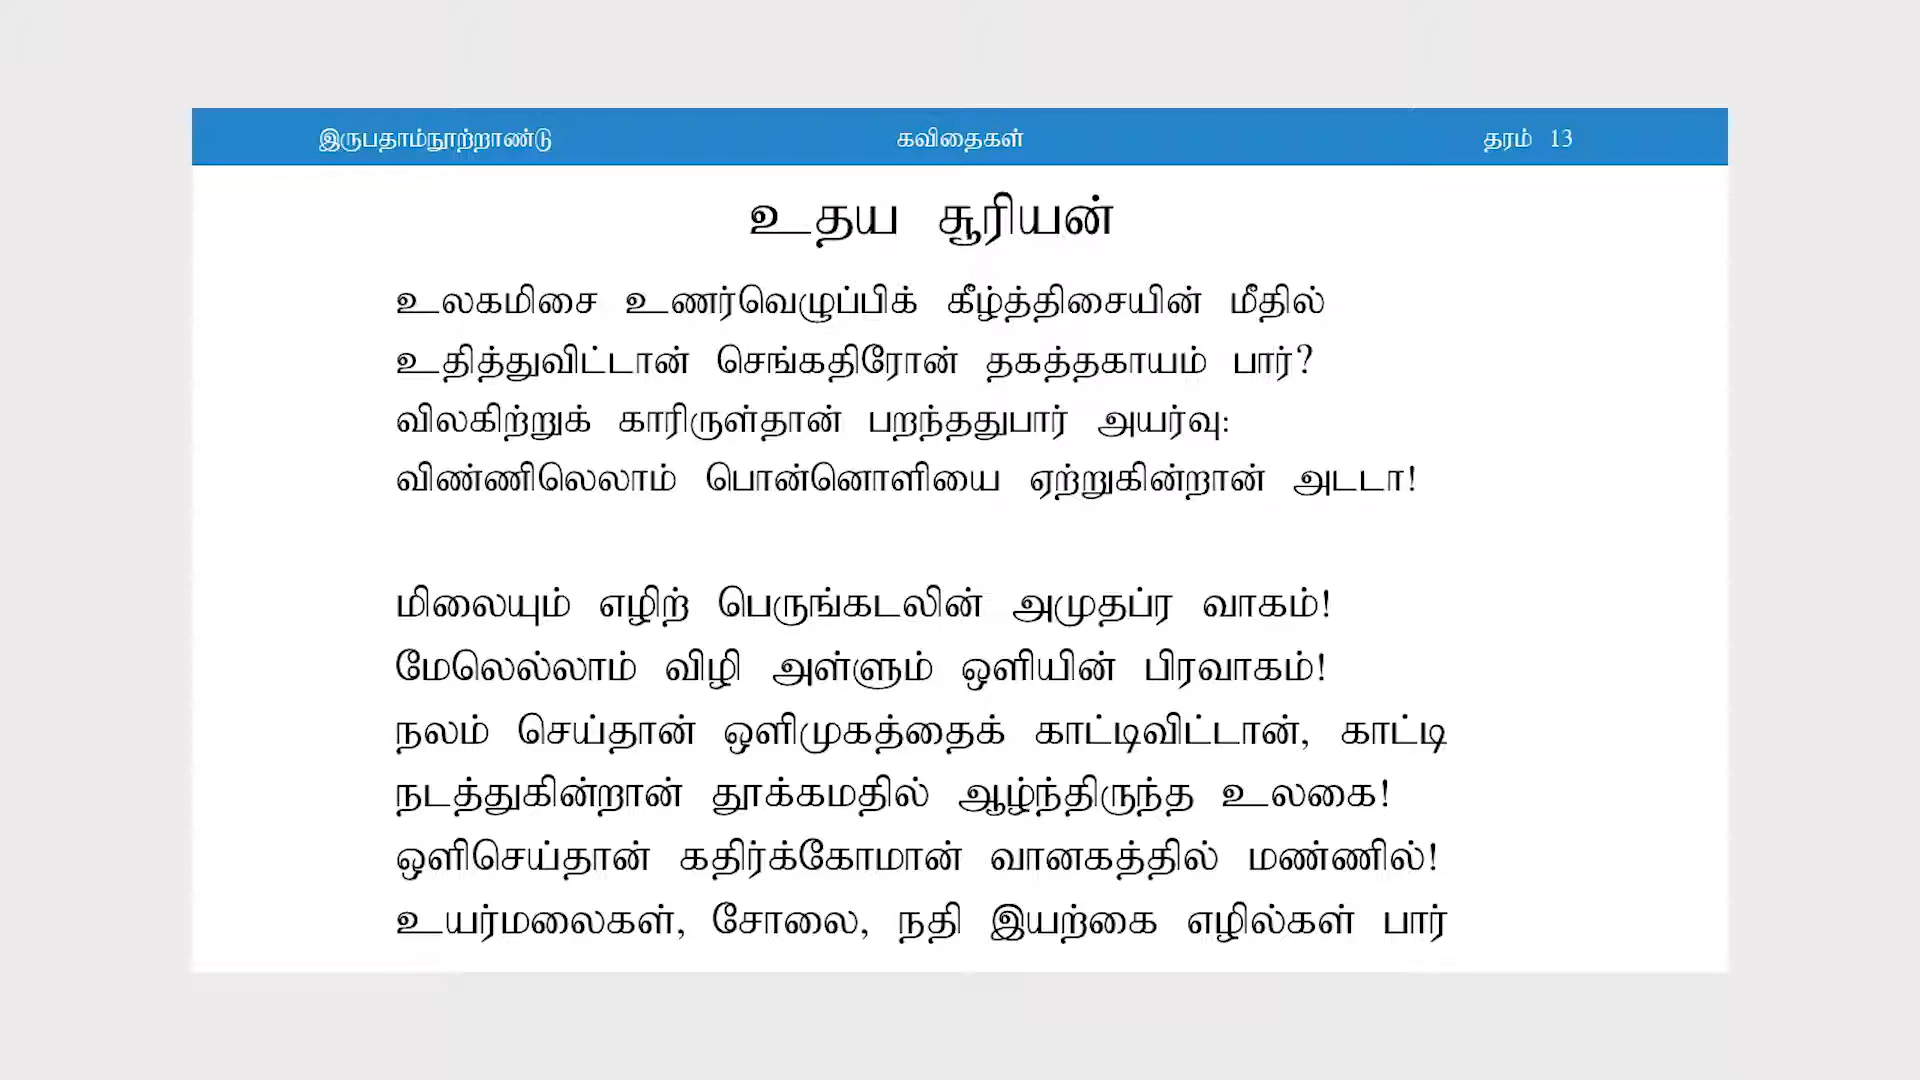 இருபதாம்நூற்றாண்டு கவிதைகள் தரம் 13
உதய சூரியன்
உலகமிசை உணர்வெழுப்பிக் கீழ்த்திசையின் மீதில்
உதித்துவிட்டான் செங்கதிரோன் தகத்தகாயம் பார்?
விலகிற்றுக் காரிருள்தான் பறந்ததுபார் அயர்வு:
விண்ணிலெலாம் பொன்னொளியை ஏற்றுகின்றான் அடடா!
மிலையும் எழிற் பெருங்கடலின் அமுதப்ர வாகம்!
மேலெல்லாம் விழி அள்ளும் ஒளியின் பிரவாகம்!
நலம் செய்தான் ஒளிமுகத்தைக் காட்டிவிட்டான், காட்டி
நடத்துகின்றான் தூக்கமதில் ஆழ்ந்திருந்த உலகை!
ஒளிசெய்தான் கதிர்க்கோமான் வானகத்தில் மண்ணில்!
உயர்மலைகள், சோலை, நதி இயற்கை எழில்கள் பார்